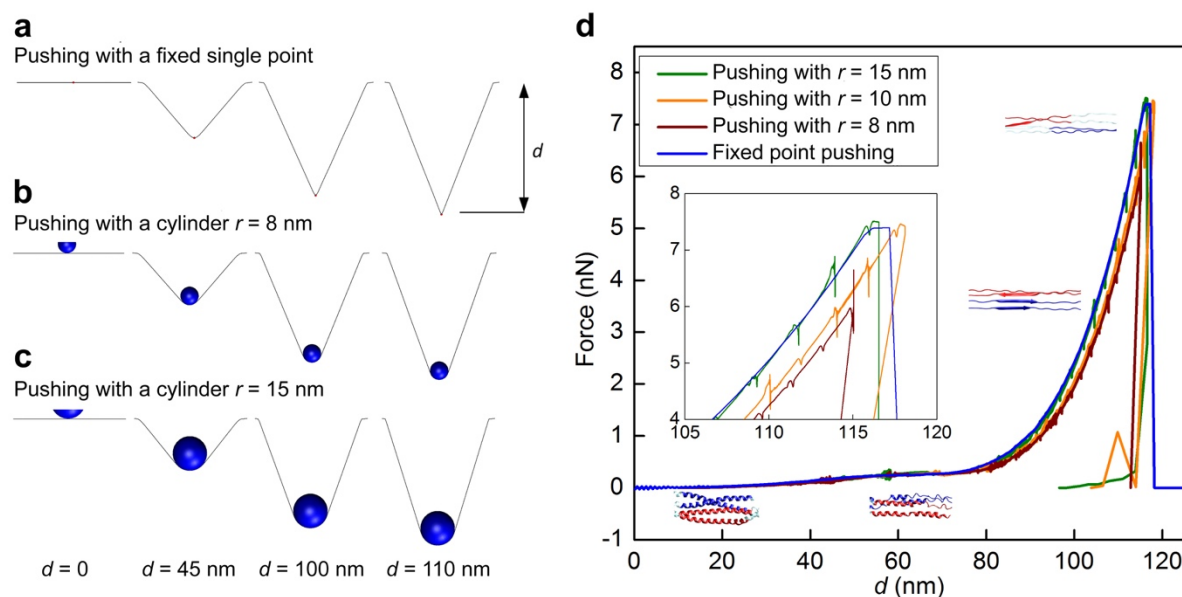 a
Pushing with a fixed single point
d
b
Pushing with a cylinder r = 8 nm
c
Pushing with a cylinder r = 15 nm
d = 0
d = 45 nm
d = 100 nm
d = 110 nm
d
Pushing with r = 15 nm
Pushing with r = 10 nm
Pushing with r = 8 nm
Fixed point pushing
8
7
6
5
4
3
2
1
0
-1
Force (nN)
8
7
6
5
4
105 110 115 120
0 20 40 60 80 100 120
d (nm)